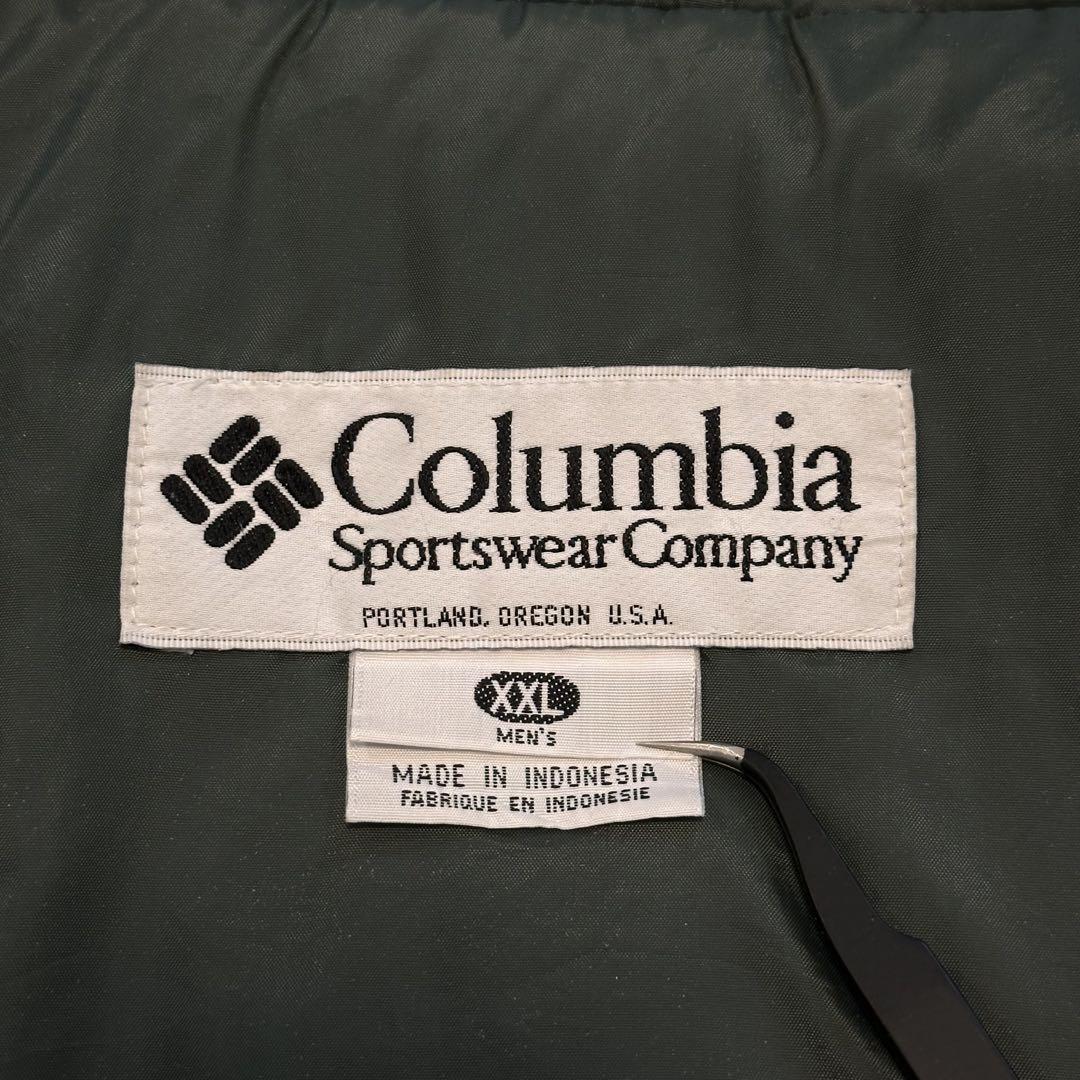 Columbia
Sportswear Company
PORTLAND, OREGON U.S.A.
XXL
MEN's
MADE IN INDONESIA
FABRIQUE EN INDONESIE